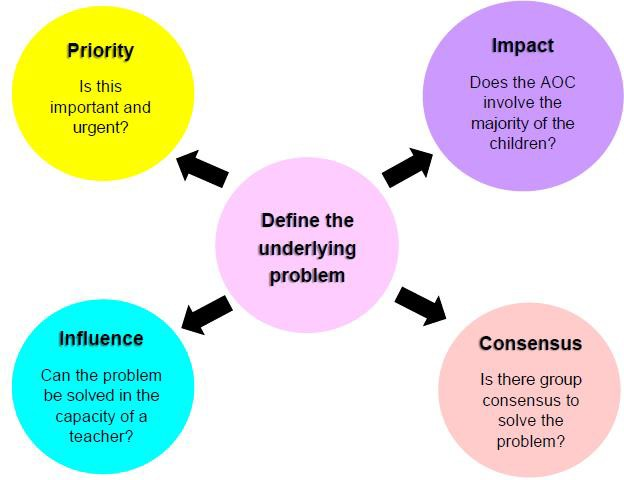 Priority
Is this
important and
urgent?
Impact
Does the AOC
involve the
majority of the
children?
Define the
underlying
problem
Influence
Can the problem
be solved in the
capacity of a
teacher?
Consensus
Is there group
consensus to
solve the
problem?